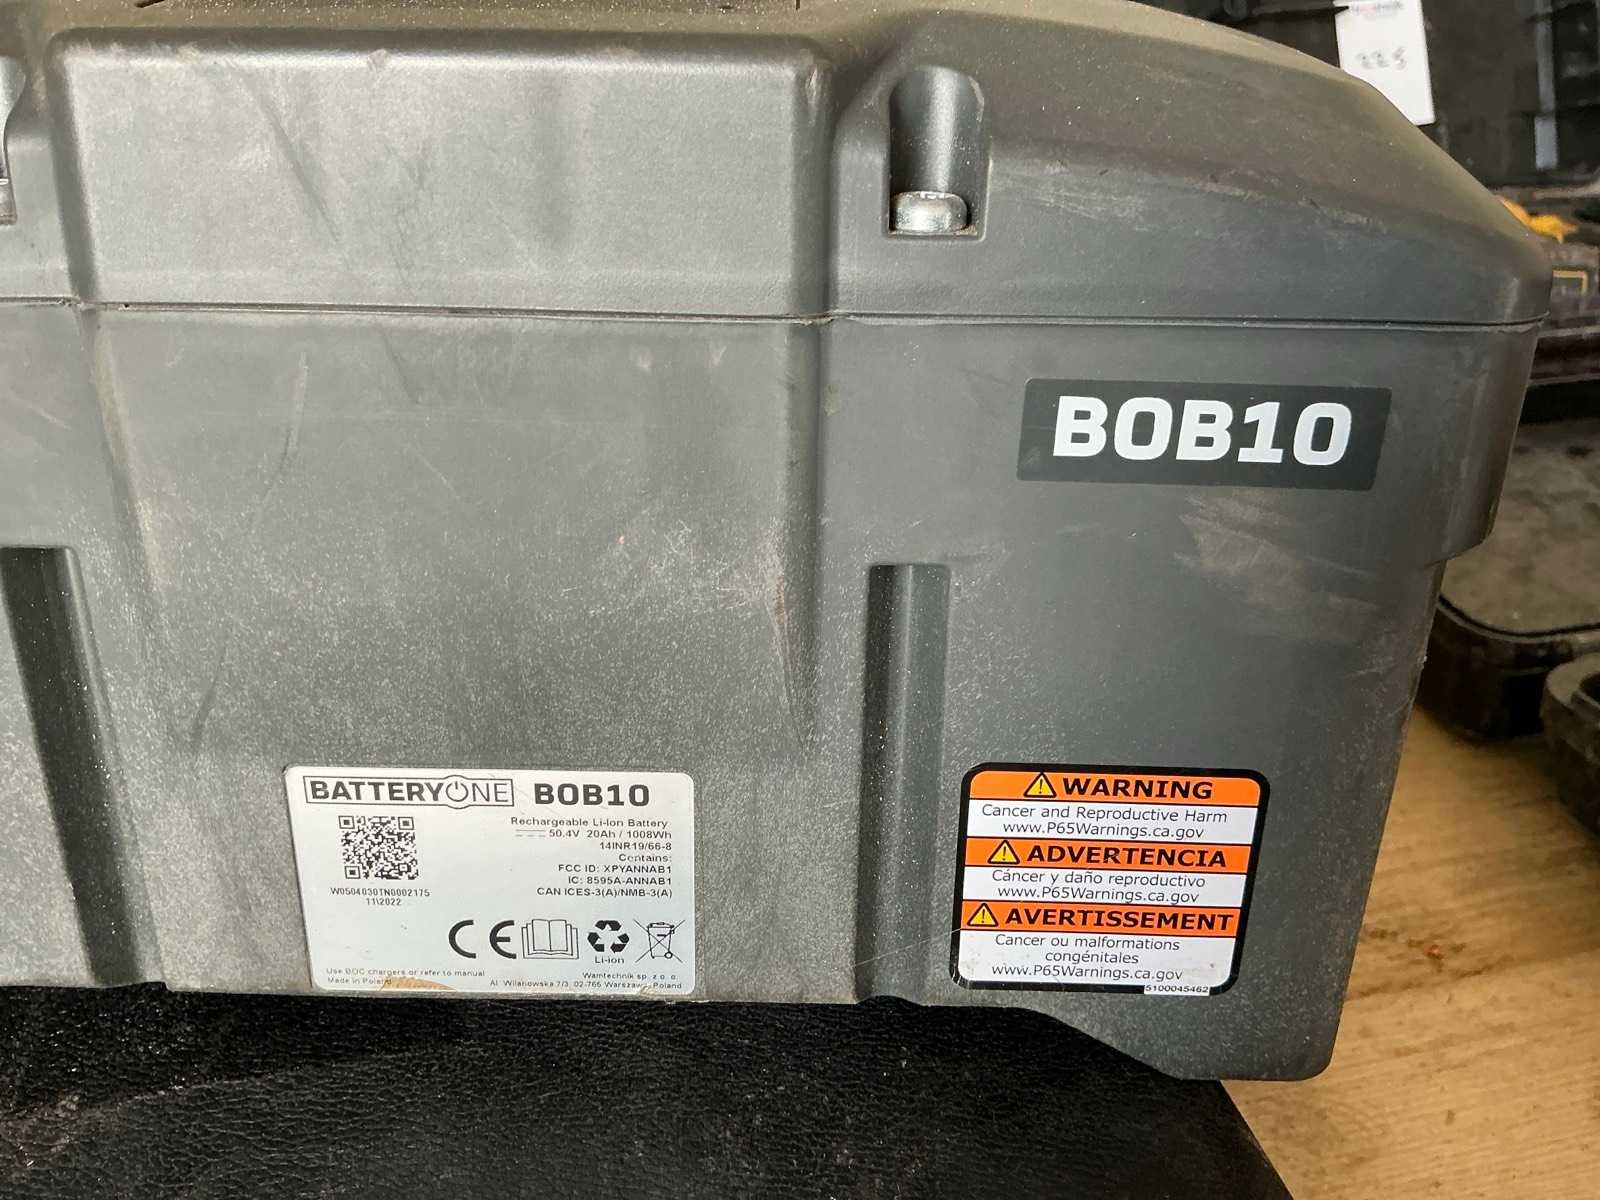 225
BOB10
BATTERYONE BOB10
Rechargeable Li-Ion Battery
50.4V 20Ah / 1008Wh
14INR19/66-8
Contains:
FCC ID: XPYANNAB1
IC: 8595A-ANNAB1
CAN ICES-3(A)/NMB-3(A)
W0504030TN0002175
11\2022
CE
Li-ion
Use BOC chargers or refer to manual
Made in Poland
Wamtechnik sp. z o. o.
Al. Wilanowska 7/3, 02-765 Warszawa, Poland
WARNING
Cancer and Reproductive Harm
www.P65Warnings.ca.gov
ADVERTENCIA
Cáncer y daño reproductivo
www.P65Warnings.ca.gov
AVERTISSEMENT
Cancer ou malformations
congénitales
www.P65Warnings.ca.gov
5100045462